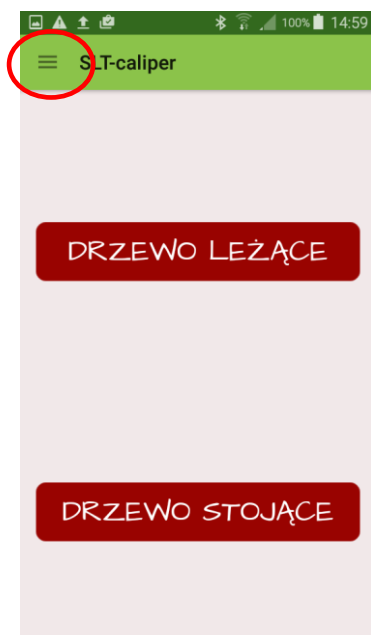 100% 14:59
SLT-caliper
DRZEWO LEŻĄCE
DRZEWO STOJĄCE